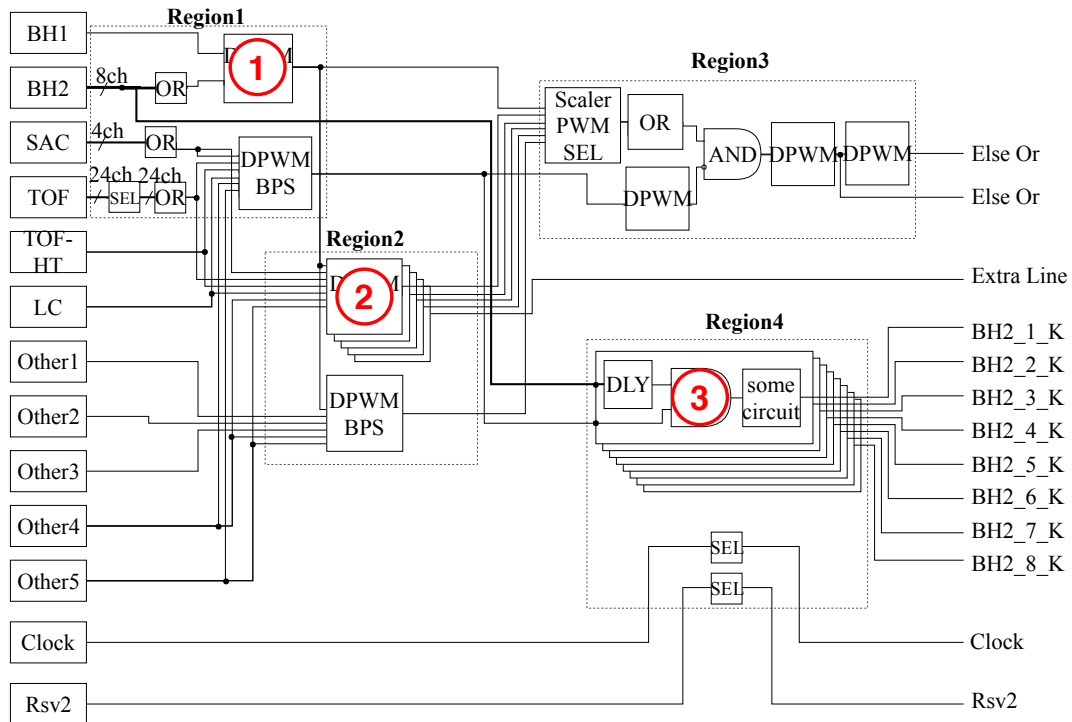 Region1
BH1
D
M
1
BH2
8ch
OR
SAC
4ch
OR
DPWM
BPS
TOF
24ch
SEL
24ch
OR
TOF-
HT
LC
Other1
Other2
Other3
Other4
Other5
Clock
Rsv2
Region2
D
M
2
DPWM
BPS
Region3
Scaler
PWM
SEL
OR
DPWM
AND
DPWM
DPWM
Else Or
Else Or
Extra Line
Region4
DLY
3
some
circuit
SEL
SEL
BH2_1_K
BH2_2_K
BH2_3_K
BH2_4_K
BH2_5_K
BH2_6_K
BH2_7_K
BH2_8_K
Clock
Rsv2